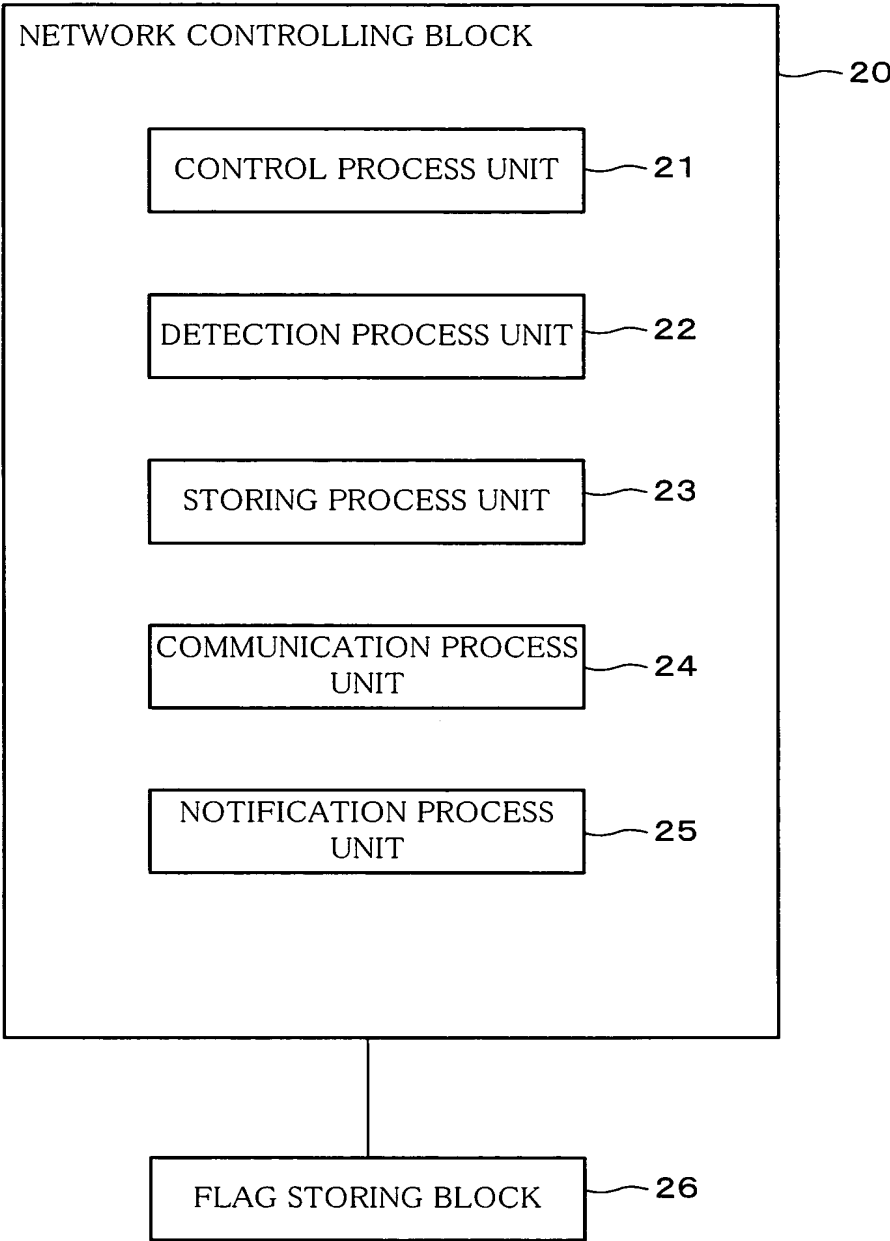 NETWORK CONTROLLING BLOCK
20
CONTROL PROCESS UNIT
21
DETECTION PROCESS UNIT
22
STORING PROCESS UNIT
23
COMMUNICATION PROCESS
UNIT
24
NOTIFICATION PROCESS
UNIT
25
FLAG STORING BLOCK
26